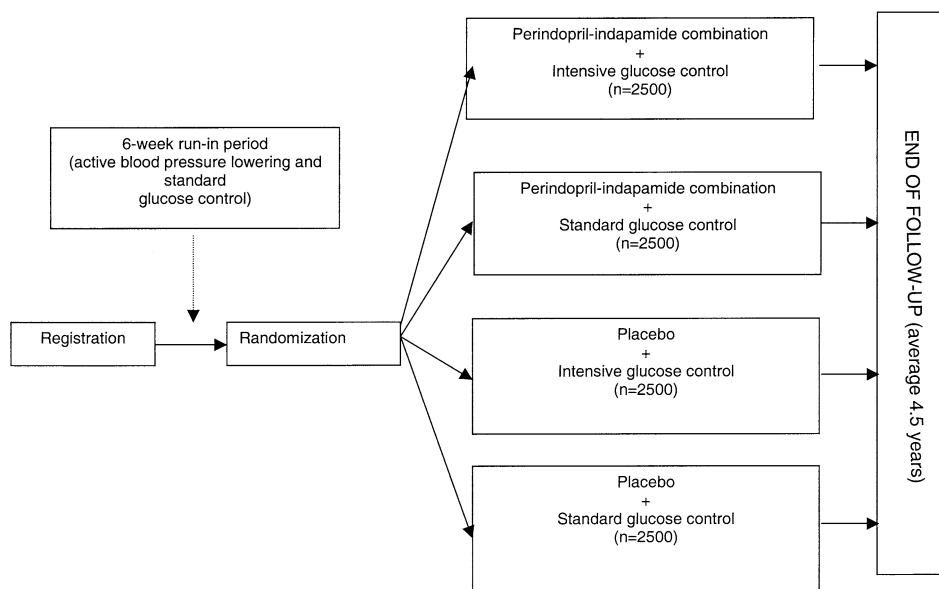 6-week run-in period
(active blood pressure lowering and
standard
glucose control)
Registration
Randomization
Perindopril-indapamide combination
+
Intensive glucose control
(n=2500)
Perindopril-indapamide combination
+
Standard glucose control
(n=2500)
Placebo
+
Intensive glucose control
(n=2500)
Placebo
+
Standard glucose control
(n=2500)
END OF FOLLOW-UP (average 4.5 years)